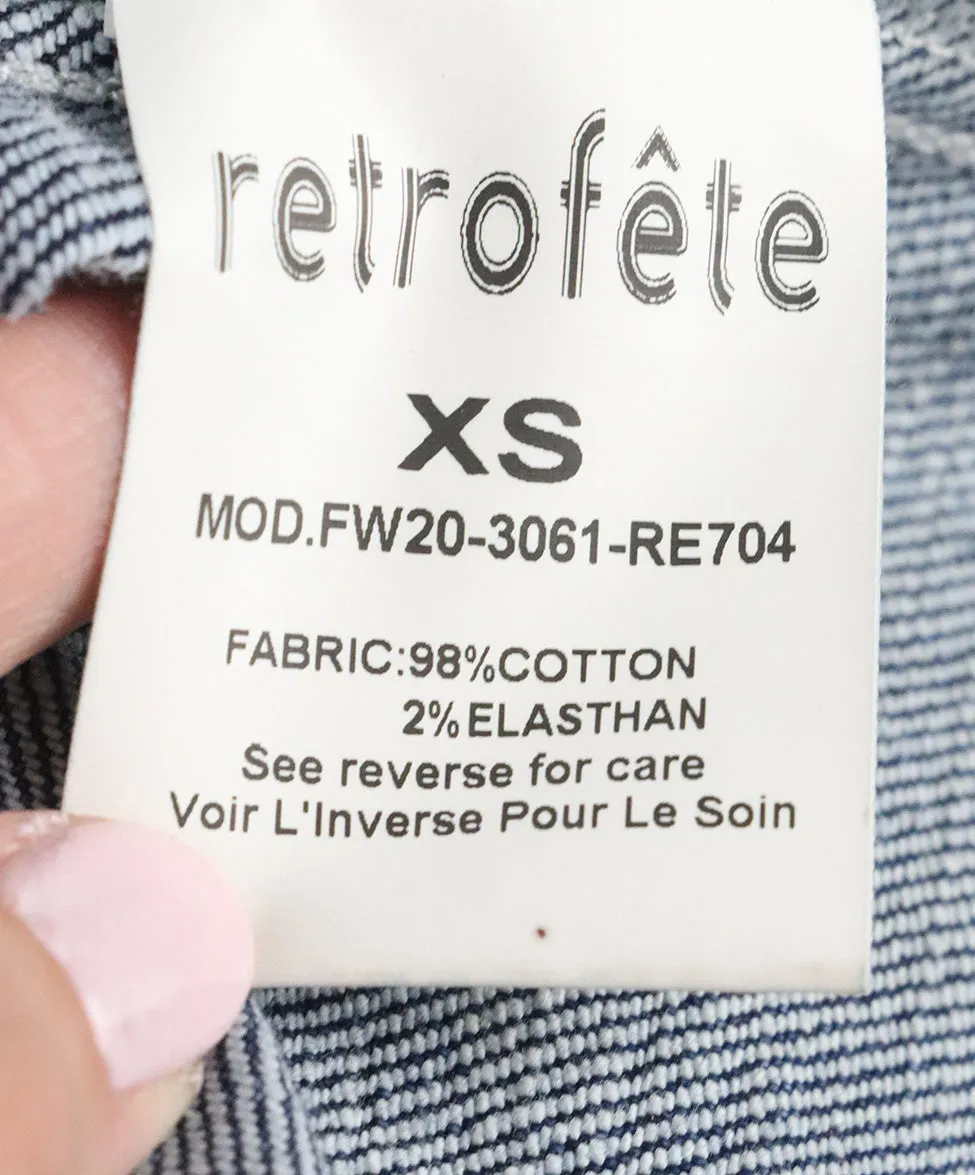 retrofête
XS
MOD.FW20-3061-RE704
FABRIC:98%COTTON
2%ELASTHAN
See reverse for care
Voir L'Inverse Pour Le Soin